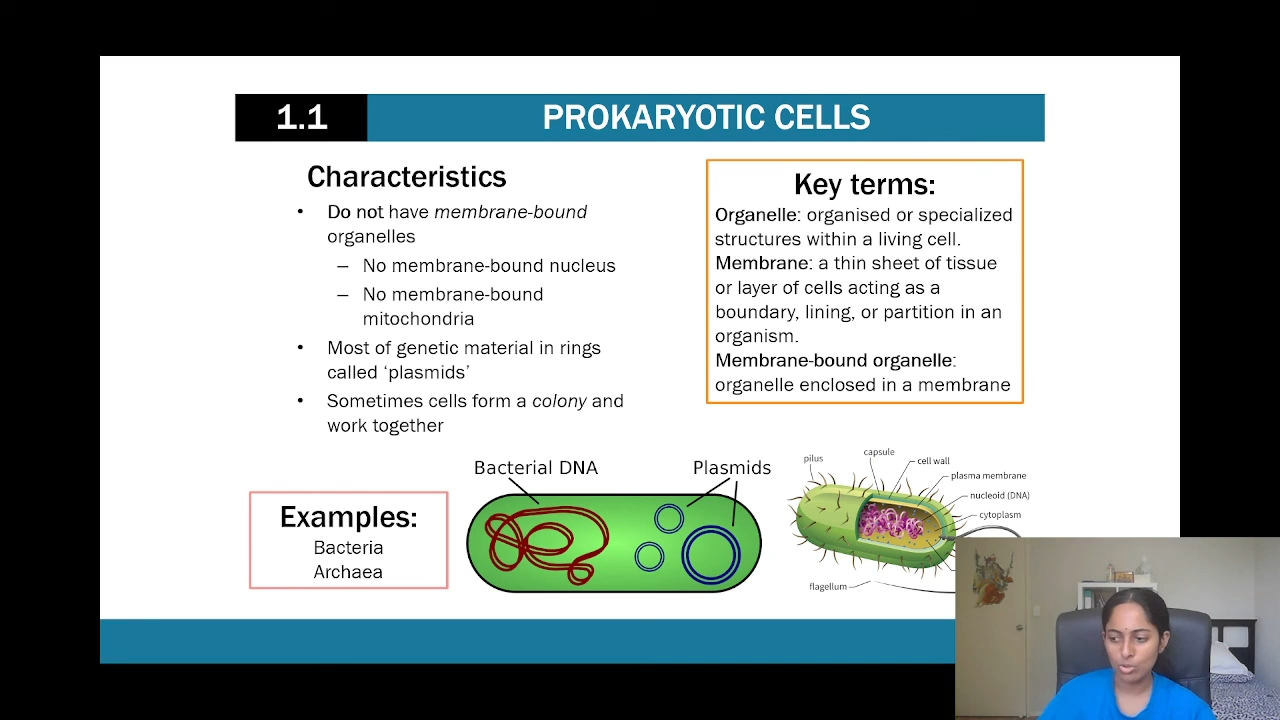 1.1
PROKARYOTIC CELLS
Characteristics
• Do not have membrane-bound
organelles
– No membrane-bound nucleus
– No membrane-bound
mitochondria
• Most of genetic material in rings
called ‘plasmids’
• Sometimes cells form a colony and
work together
Key terms:
Organelle: organised or specialized
structures within a living cell.
Membrane: a thin sheet of tissue
or layer of cells acting as a
boundary, lining, or partition in an
organism.
Membrane-bound organelle:
organelle enclosed in a membrane
Examples:
Bacteria
Archaea
Bacterial DNA
Plasmids
pilus
capsule
cell wall
plasma membrane
nucleoid (DNA)
cytoplasm
flagellum